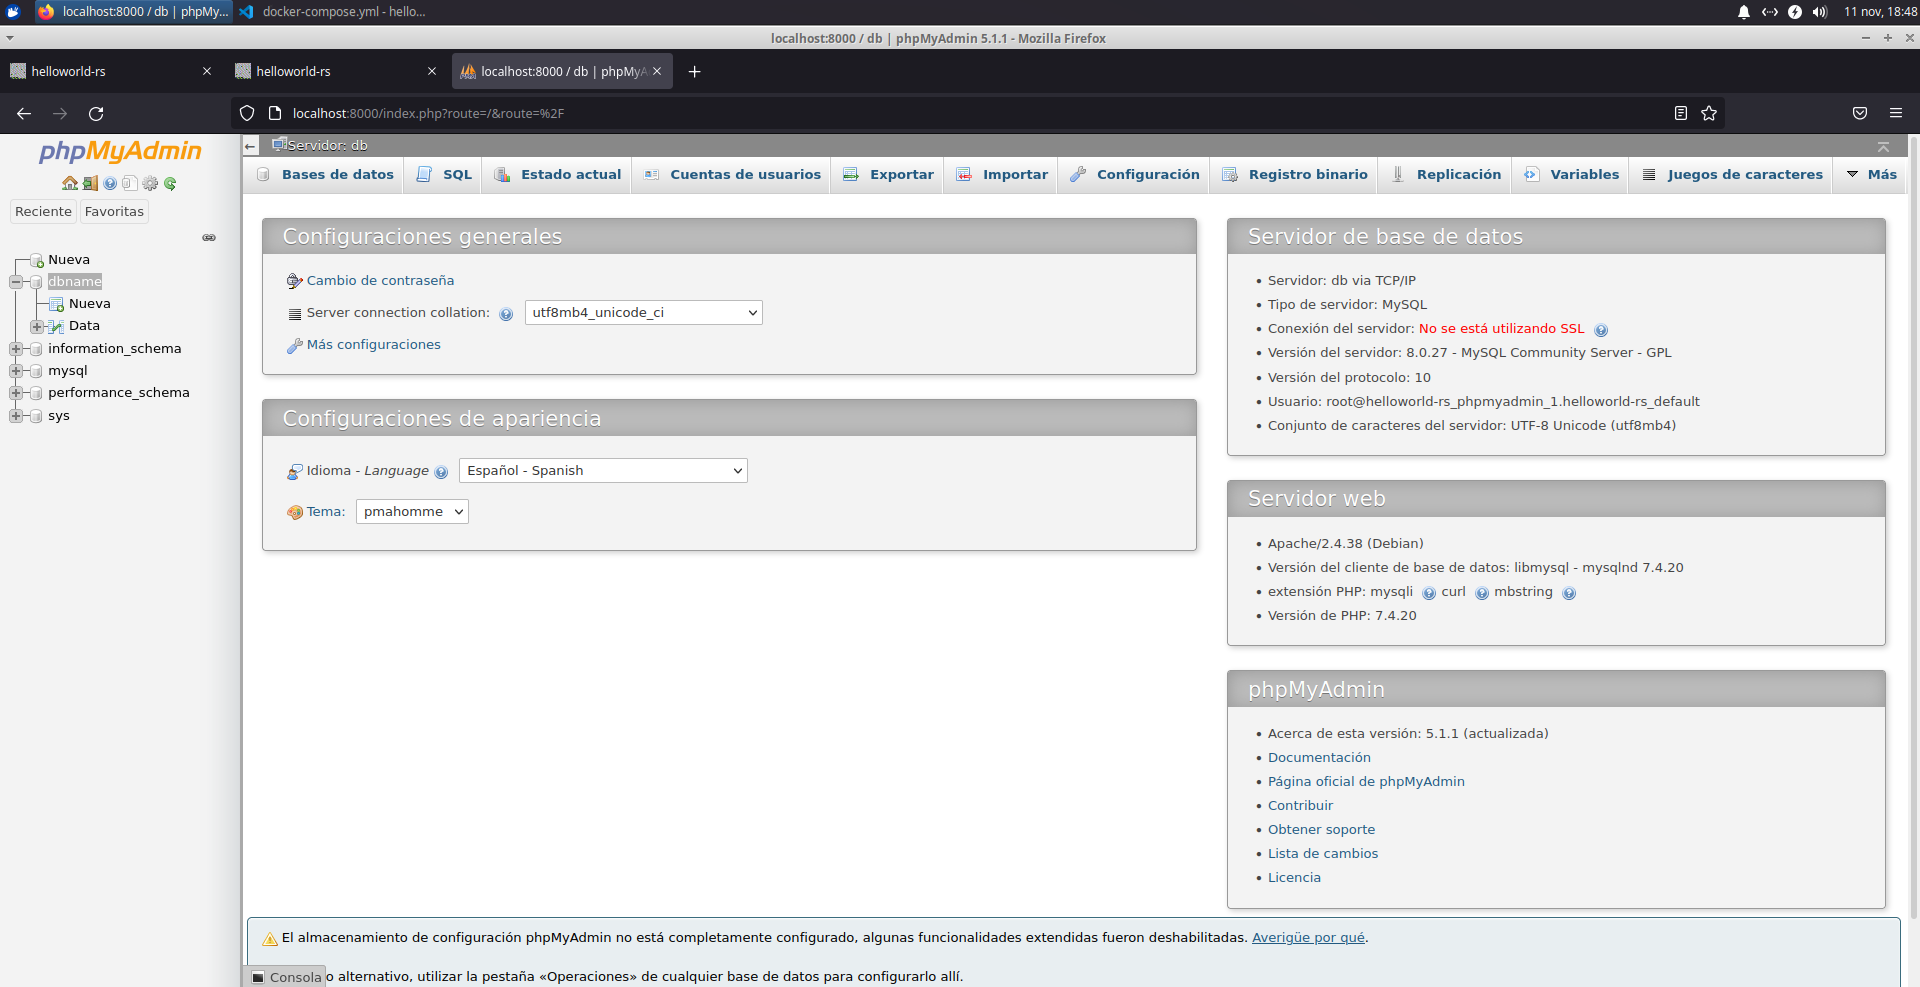 localhost:8000 / db | phpMy...
docker-compose.yml - hello...
11 nov, 18:48
localhost:8000 / db | phpMyAdmin 5.1.1 - Mozilla Firefox
helloworld-rs
helloworld-rs
localhost:8000 / db | phpMyA
localhost:8000/index.php?route=/&route=%2F
phpMyAdmin
Reciente
Favoritas
Nueva
dbname
Nueva
Data
information_schema
mysql
performance_schema
sys
Servidor: db
Bases de datos
SQL
Estado actual
Cuentas de usuarios
Exportar
Importar
Configuración
Registro binario
Replicación
Variables
Juegos de caracteres
Más
Configuraciones generales
Cambio de contraseña
Server connection collation:
utf8mb4_unicode_ci
Más configuraciones
Configuraciones de apariencia
Idioma - Language
Español - Spanish
Tema:
pmahomme
Servidor de base de datos
• Servidor: db via TCP/IP
• Tipo de servidor: MySQL
• Conexión del servidor: No se está utilizando SSL
• Versión del servidor: 8.0.27 - MySQL Community Server - GPL
• Versión del protocolo: 10
• Usuario: root@helloworld-rs_phpmyadmin_1.helloworld-rs_default
• Conjunto de caracteres del servidor: UTF-8 Unicode (utf8mb4)
Servidor web
• Apache/2.4.38 (Debian)
• Versión del cliente de base de datos: libmysql - mysqlnd 7.4.20
• extensión PHP: mysqli curl mbstring
• Versión de PHP: 7.4.20
phpMyAdmin
• Acerca de esta versión: 5.1.1 (actualizada)
• Documentación
• Página oficial de phpMyAdmin
• Contribuir
• Obtener soporte
• Lista de cambios
• Licencia
El almacenamiento de configuración phpMyAdmin no está completamente configurado, algunas funcionalidades extendidas fueron deshabilitadas. Averigüe por qué.
Consola
o alternativo, utilizar la pestaña «Operaciones» de cualquier base de datos para configurarlo allí.